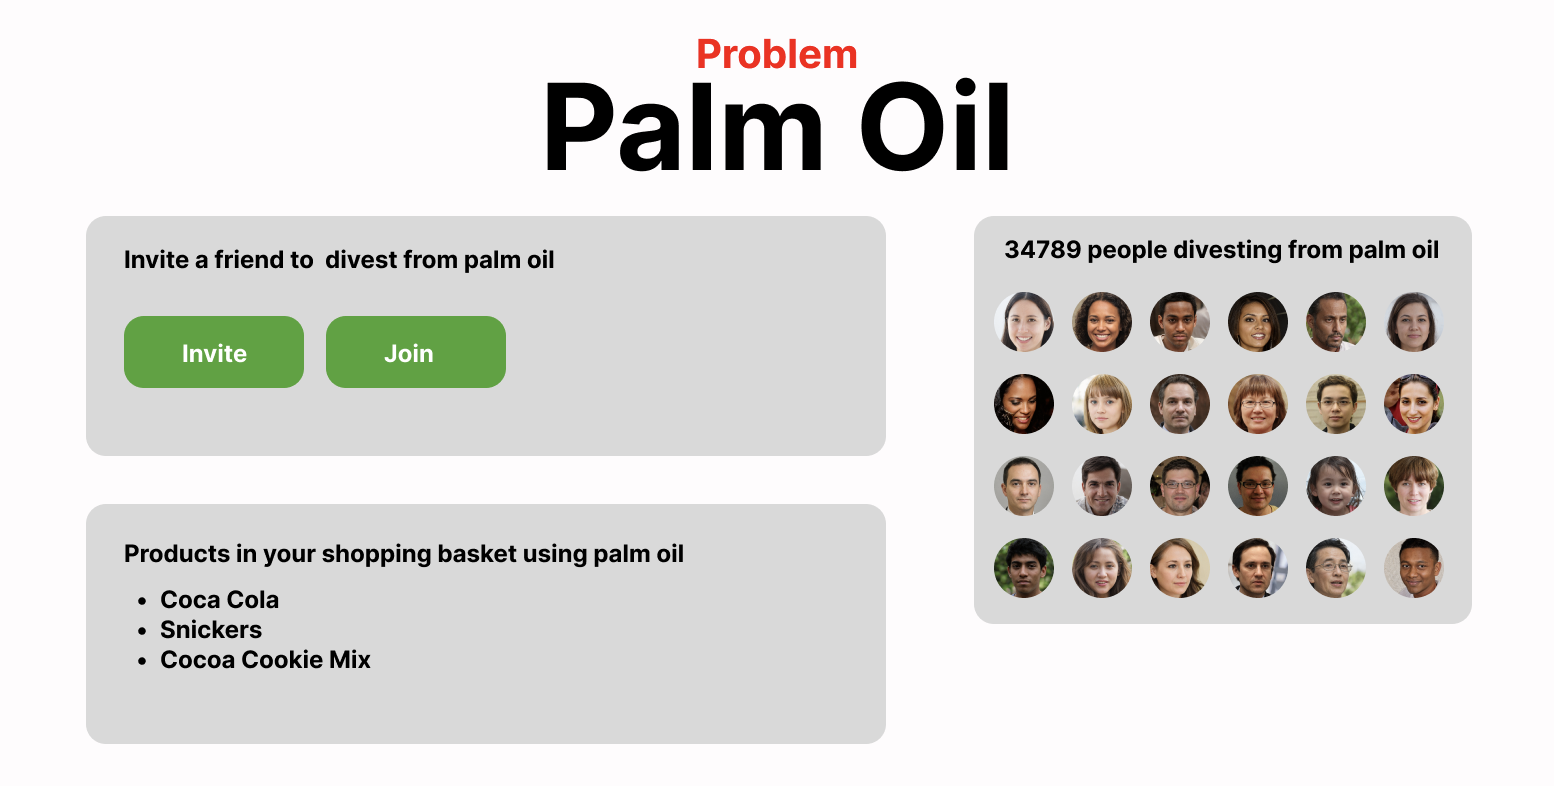 Problem
Palm Oil
Invite a friend to  divest from palm oil
Invite
Join
Products in your shopping basket using palm oil
• Coca Cola
• Snickers
• Cocoa Cookie Mix
34789 people divesting from palm oil